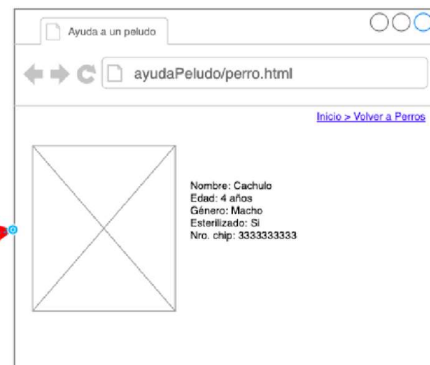 Ayuda a un peludo
ayudaPeludo/perro.html
Inicio > Volver a Perros
Nombre: Cachulo
Edad: 4 años
Género: Macho
Esterilizado: Si
Nro. chip: 3333333333